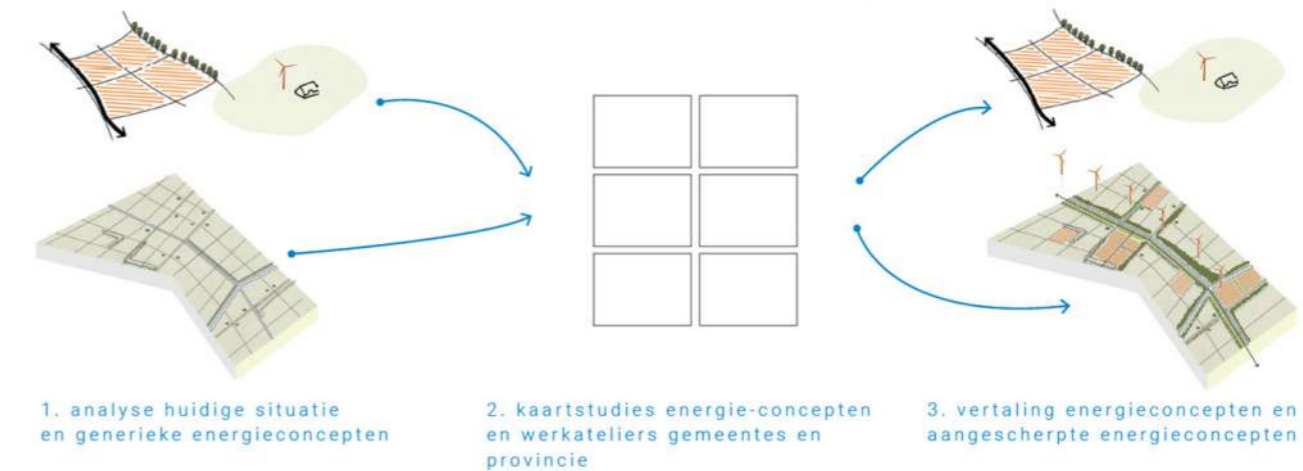 1. analyse huidige situatie
en generieke energieconcepten
2. kaartstudies energie-concepten
en werkateliers gemeentes en
provincie
3. vertaling energieconcepten en
aangescherpte energieconcepten